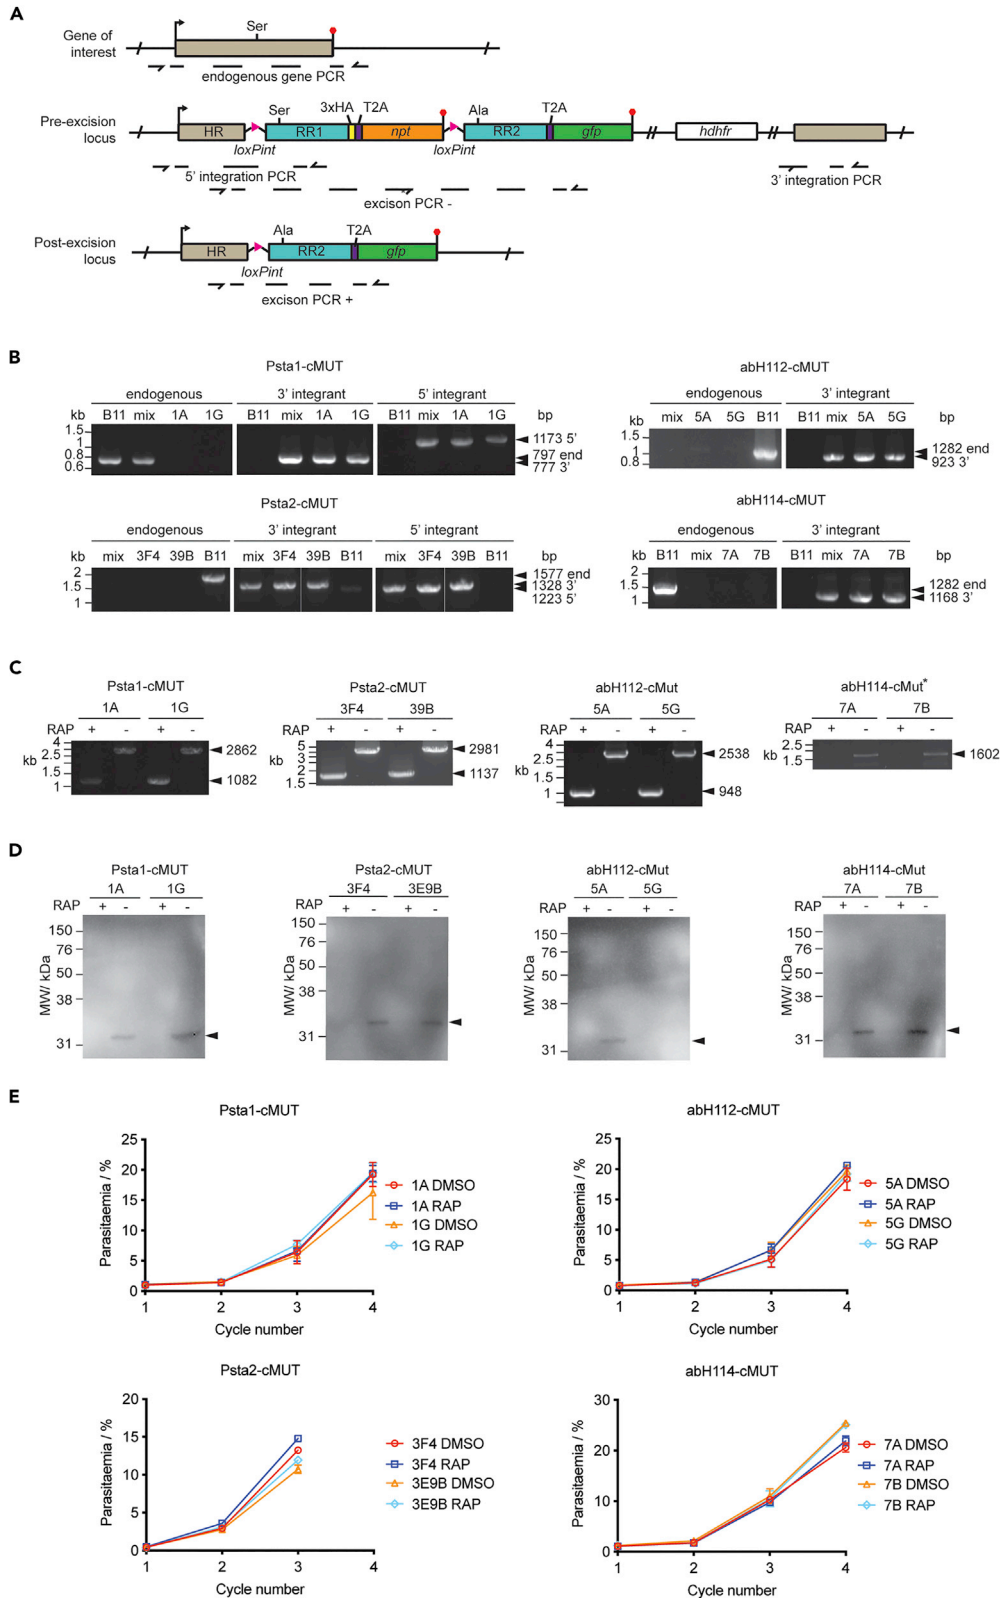 A
Gene of interest
Ser
endogenous gene PCR
Pre-excision locus
HR
Ser
3xHA
T2A
RR1
npt
Ala
T2A
RR2
gfp
hdhfr
loxPint
loxPint
5' integration PCR
3' integration PCR
excison PCR -
Post-excision locus
HR
Ala
T2A
RR2
gfp
loxPint
excison PCR +
B
Psta1-cMUT
endogenous 3' integrant 5' integrant
kb B11 mix 1A 1G B11 mix 1A 1G B11 mix 1A 1G bp
1.5
1
0.8
0.6
1173 5'
797 end
777 3'
abH112-cMUT
endogenous 3' integrant
kb mix 5A 5G B11 B11 mix 5A 5G bp
1.5
1
0.8
1282 end
923 3'
Psta2-cMUT
endogenous 3' integrant 5' integrant
kb mix 3F4 39B B11 mix 3F4 39B B11 mix 3F4 39B B11 bp
2
1.5
1
1577 end
1328 3'
1223 5'
abH114-cMUT
endogenous 3' integrant
kb B11 mix 7A 7B B11 mix 7A 7B bp
2
1.5
1
1282 end
1168 3'
C
Psta1-cMUT
1A 1G
RAP + - + -
kb
4
2.5
1.5
1
2862
1082
Psta2-cMUT
3F4 39B
RAP + - + -
kb
5
3
2
1.5
2981
1137
abH112-cMut
5A 5G
RAP + - + -
kb
4
2.5
2
1
2538
948
abH114-cMut*
7A 7B
RAP + - + -
kb
2.5
1.5
1602
D
Psta1-cMUT
1A 1G
RAP + - + -
MW/ kDa
150
76
50
38
31
Psta2-cMUT
3F4 3E9B
RAP + - + -
MW/ kDa
150
76
50
38
31
abH112-cMut
5A 5G
RAP + - + -
MW/ kDa
150
76
50
38
31
abH114-cMut
7A 7B
RAP + - + -
MW/ kDa
150
76
50
38
31
E
Psta1-cMUT
Parasitaemia / %
25
20
15
10
5
0
1 2 3 4
Cycle number
1A DMSO
1A RAP
1G DMSO
1G RAP
abH112-cMUT
Parasitaemia / %
25
20
15
10
5
0
1 2 3 4
Cycle number
5A DMSO
5A RAP
5G DMSO
5G RAP
Psta2-cMUT
Parasitaemia / %
20
15
10
5
0
1 2 3 4
Cycle number
3F4 DMSO
3F4 RAP
3E9B DMSO
3E9B RAP
abH114-cMUT
Parasitaemia / %
30
20
10
0
1 2 3 4
Cycle number
7A DMSO
7A RAP
7B DMSO
7B RAP